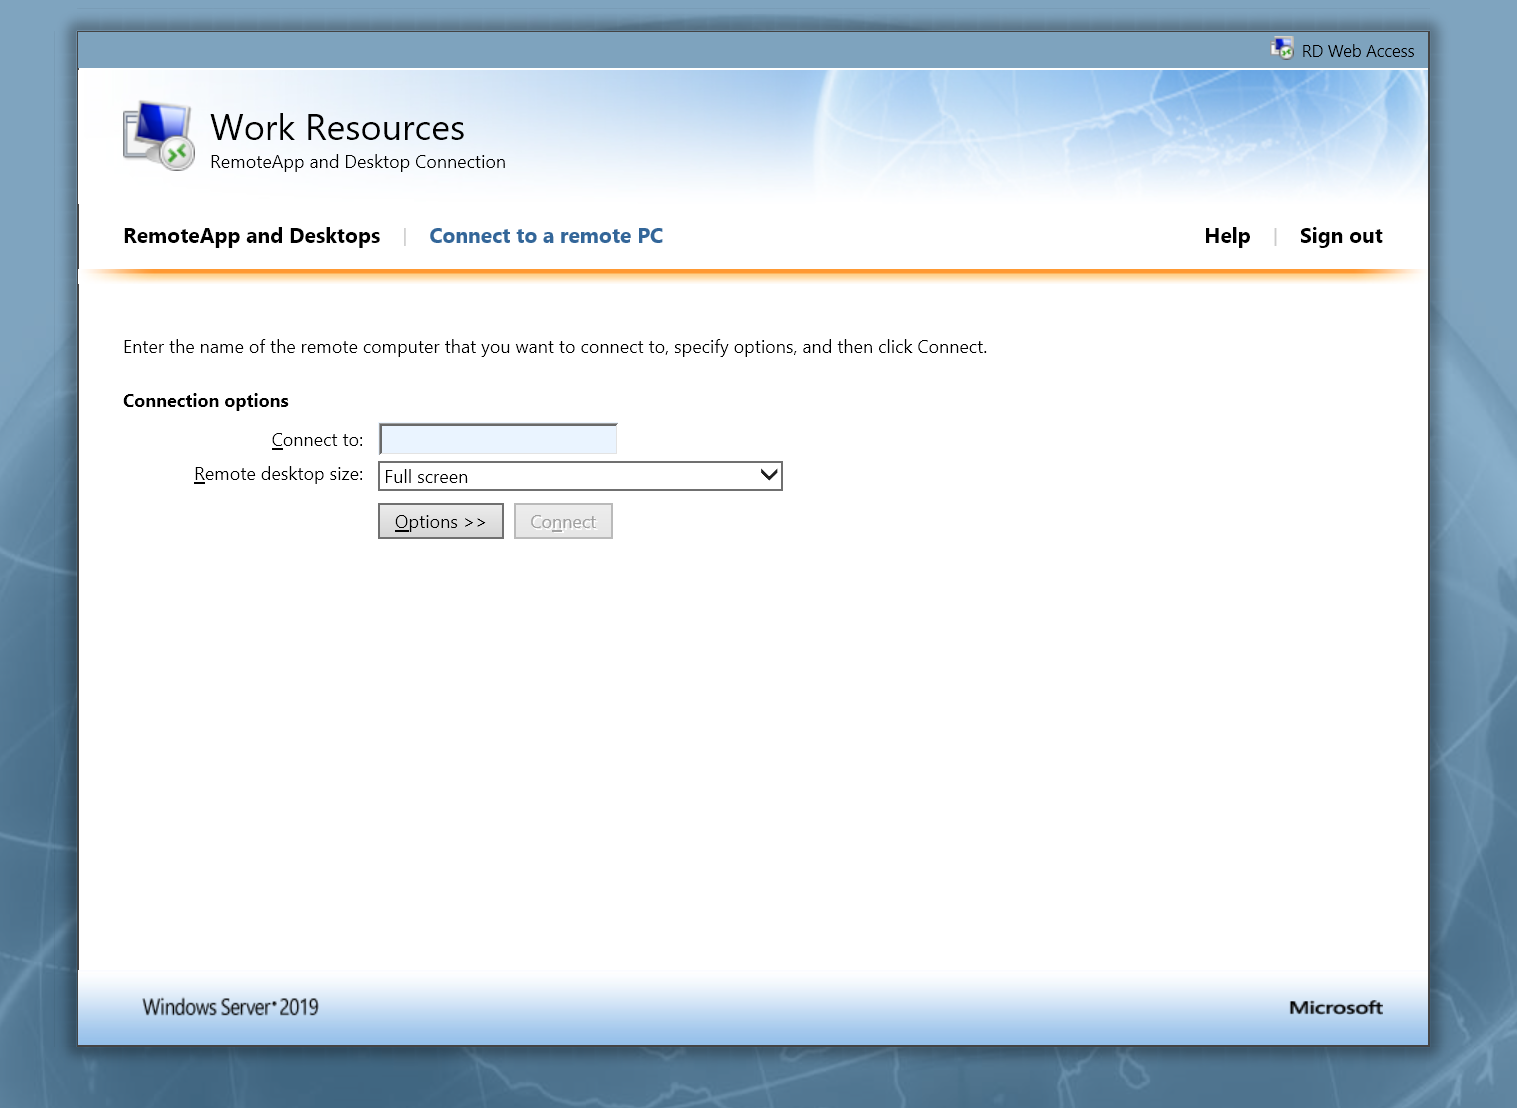 RD Web Access
Work Resources
RemoteApp and Desktop Connection
RemoteApp and Desktops | Connect to a remote PC Help | Sign out
Enter the name of the remote computer that you want to connect to, specify options, and then click Connect.
Connection options
Connect to:
Remote desktop size: Full screen
Options >> Connect
Windows Server® 2019 Microsoft